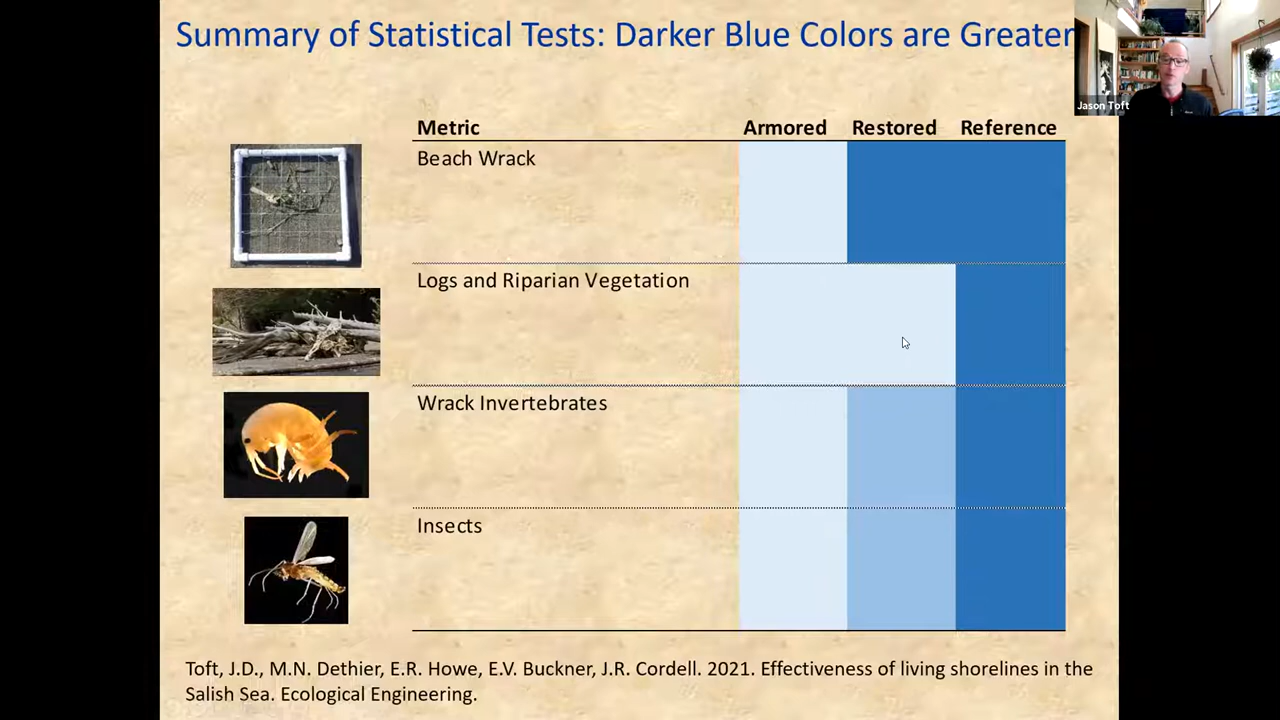 Summary of Statistical Tests: Darker Blue Colors are Greater
Jason Toft
Metric Armored Restored Reference
Beach Wrack
Logs and Riparian Vegetation
Wrack Invertebrates
Insects
Toft, J.D., M.N. Dethier, E.R. Howe, E.V. Buckner, J.R. Cordell. 2021. Effectiveness of living shorelines in the
Salish Sea. Ecological Engineering.